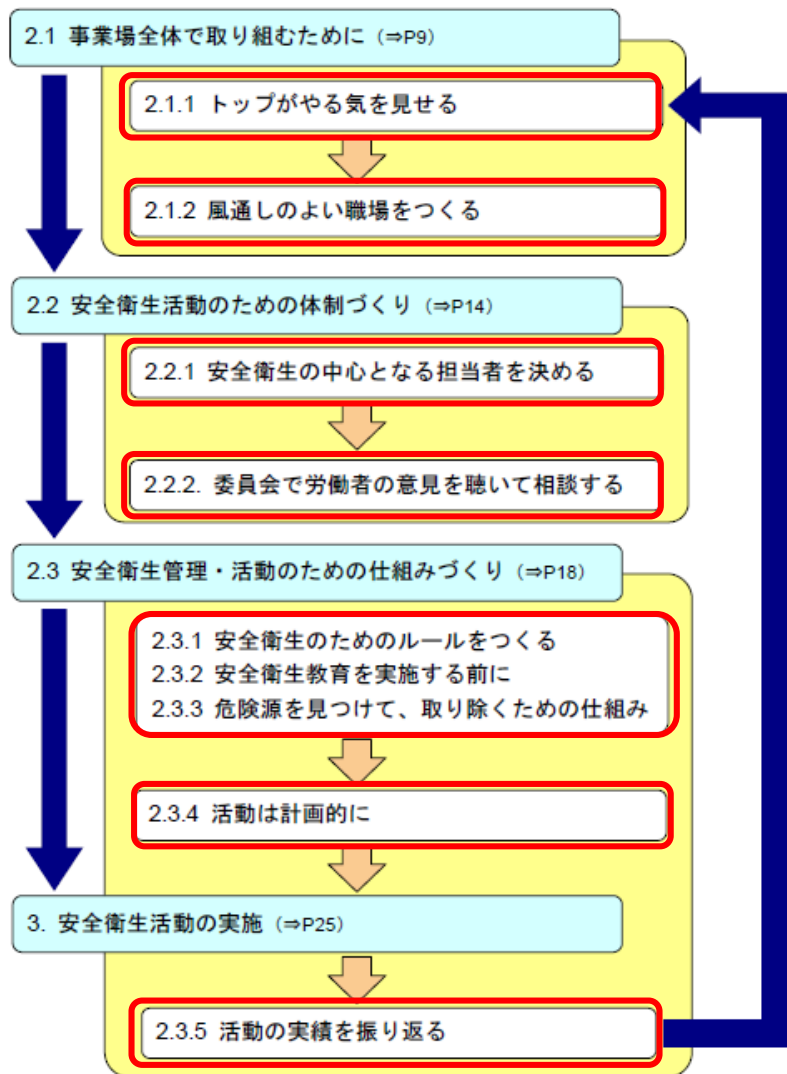 2.1 事業場全体で取り組むために（⇒P9）
2.1.1 トップがやる気を見せる
2.1.2 風通しのよい職場をつくる
2.2 安全衛生活動のための体制づくり（⇒P14）
2.2.1 安全衛生の中心となる担当者を決める
2.2.2. 委員会で労働者の意見を聴いて相談する
2.3 安全衛生管理・活動のための仕組みづくり（⇒P18）
2.3.1 安全衛生のためのルールをつくる
2.3.2 安全衛生教育を実施する前に
2.3.3 危険源を見つけて、取り除くための仕組み
2.3.4 活動は計画的に
3. 安全衛生活動の実施（⇒P25）
2.3.5 活動の実績を振り返る